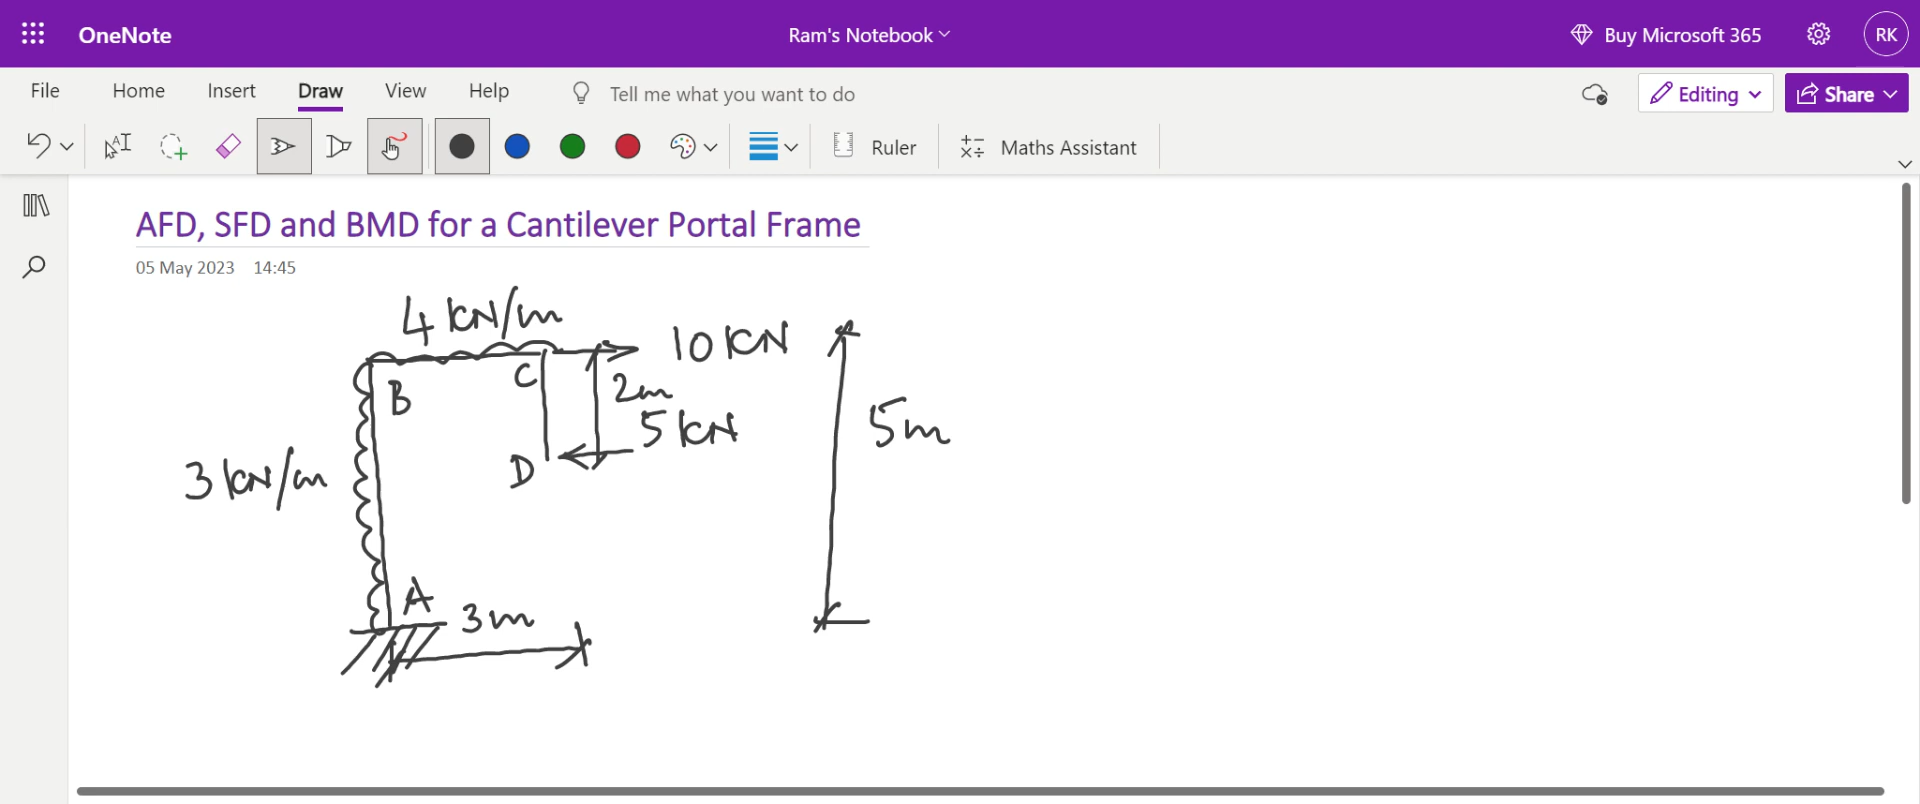 OneNote
Ram's Notebook
Buy Microsoft 365
RK
File Home Insert Draw View Help Tell me what you want to do
Editing
Share
Ruler
Maths Assistant
AFD, SFD and BMD for a Cantilever Portal Frame
05 May 2023 14:45
4 kN/m
10 KN
B
C
2m
5 kN
5m
D
3 kN/m
A
3m